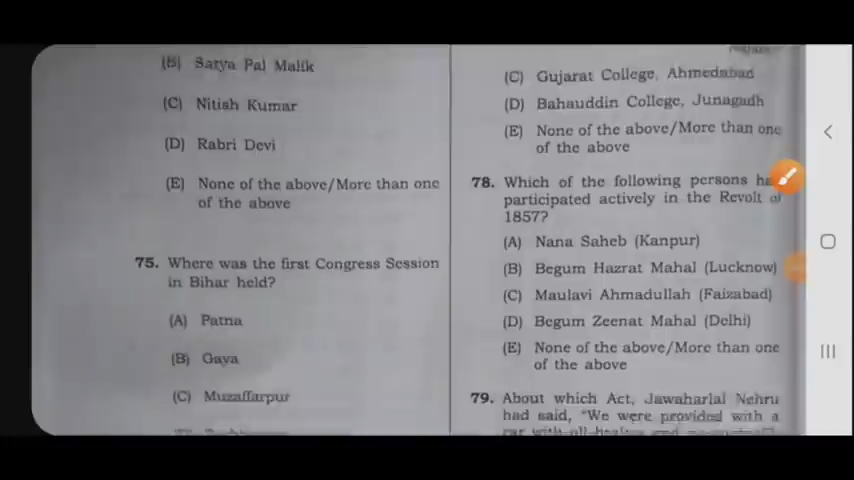 (B) Satya Pal Malik
(C) Nitish Kumar
(D) Rabri Devi
(E) None of the above/More than one
of the above
75. Where was the first Congress Session
in Bihar held?
(A) Patna
(B) Gaya
(C) Muzaffarpur
(C) Gujarat College, Ahmedabad
(D) Bahauddin College, Junagadh
(E) None of the above/More than one
of the above
78. Which of the following persons
participated actively in the Revolt of
1857?
(A) Nana Saheb (Kanpur)
(B) Begum Hazrat Mahal (Lucknow)
(C) Maulavi Ahmadullah (Faizabad)
(D) Begum Zeenat Mahal (Delhi)
(E) None of the above/More than one
of the above
79. About which Act, Jawaharlal Nehru
had said, "We were provided with a
car with all